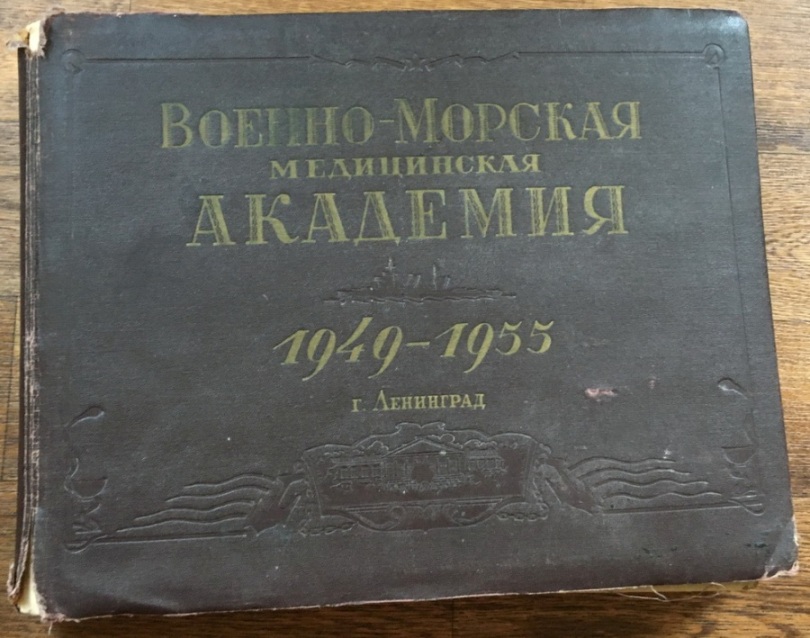 Военно-Морская
медицинская
Академия
1949-1955
г. Ленинград